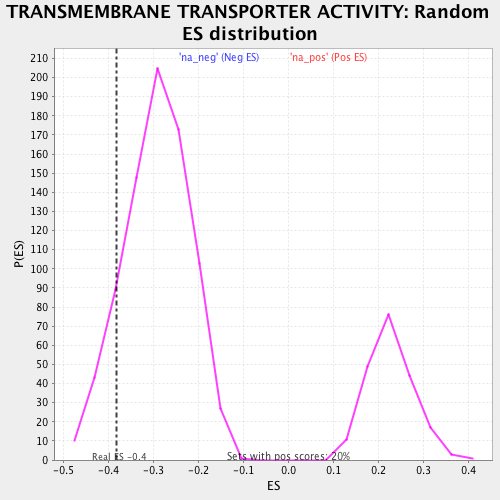 TRANSMEMBRANE TRANSPORTER ACTIVITY: Random
ES distribution
'na_neg' (Neg ES) 'na_pos' (Pos ES)
210
200
190
180
170
160
150
140
130
120
110
100
90
80
70
60
50
40
30
20
10
0
P(ES)
Real ES -0.4
Sets with pos scores: 20%
-0.5 -0.4 -0.3 -0.2 -0.1 0.0 0.1 0.2 0.3 0.4
ES